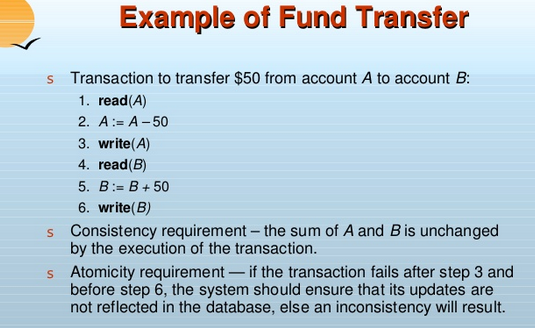 Example of Fund Transfer
s Transaction to transfer $50 from account A to account B:
1. read(A)
2. A := A – 50
3. write(A)
4. read(B)
5. B := B + 50
6. write(B)
s Consistency requirement – the sum of A and B is unchanged
by the execution of the transaction.
s Atomicity requirement — if the transaction fails after step 3 and
before step 6, the system should ensure that its updates are
not reflected in the database, else an inconsistency will result.